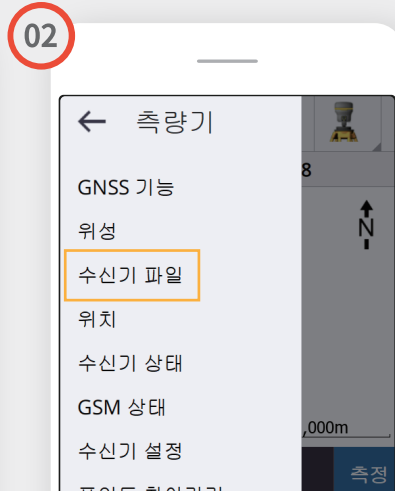 02
← 측량기
GNSS 기능
8
위성
N
수신기 파일
위치
수신기 상태
GSM 상태
,000m
수신기 설정
측정